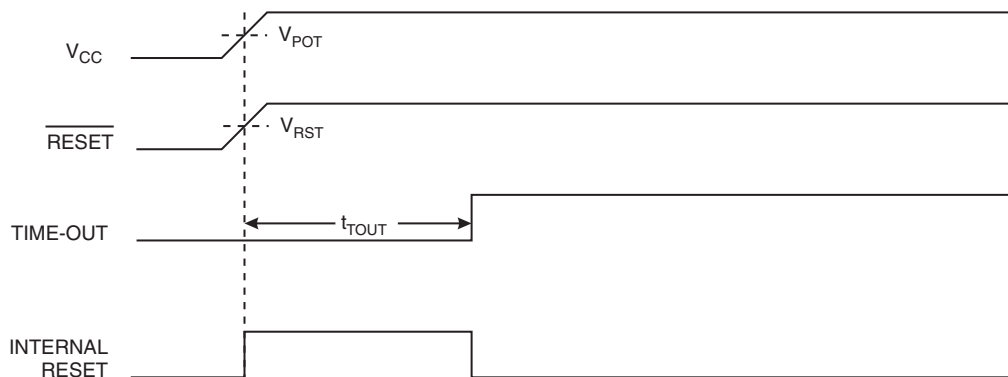 V_CC
V_POT
RESET
V_RST
TIME-OUT
t_TOUT
INTERNAL
RESET